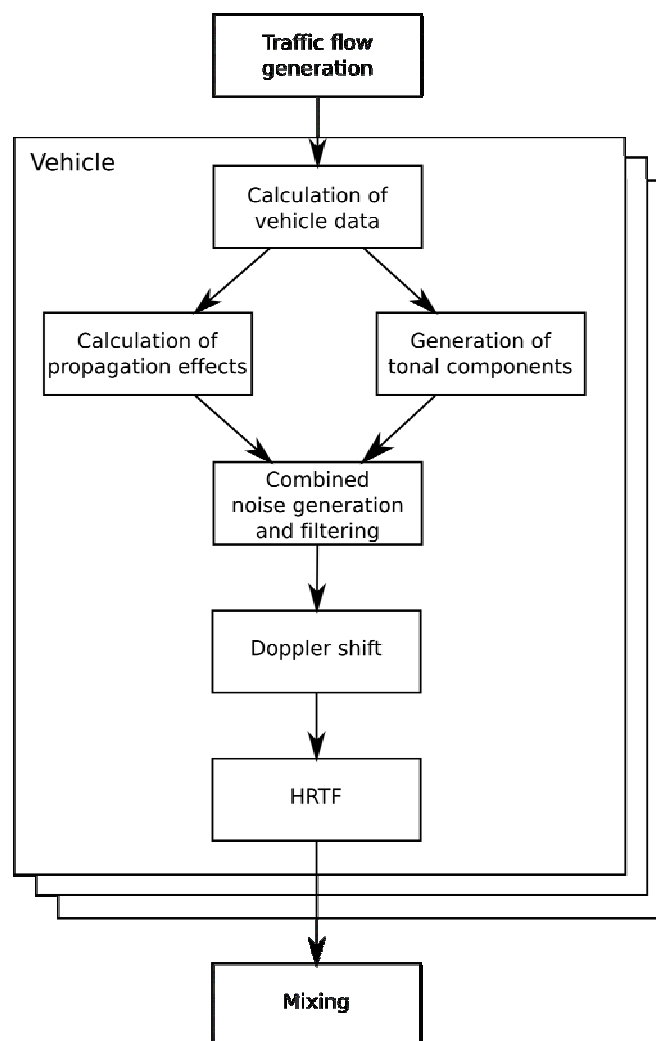 Traffic flow
generation
Vehicle
Calculation of
vehicle data
Calculation of
propagation effects
Generation of
tonal components
Combined
noise generation
and filtering
Doppler shift
HRTF
Mixing